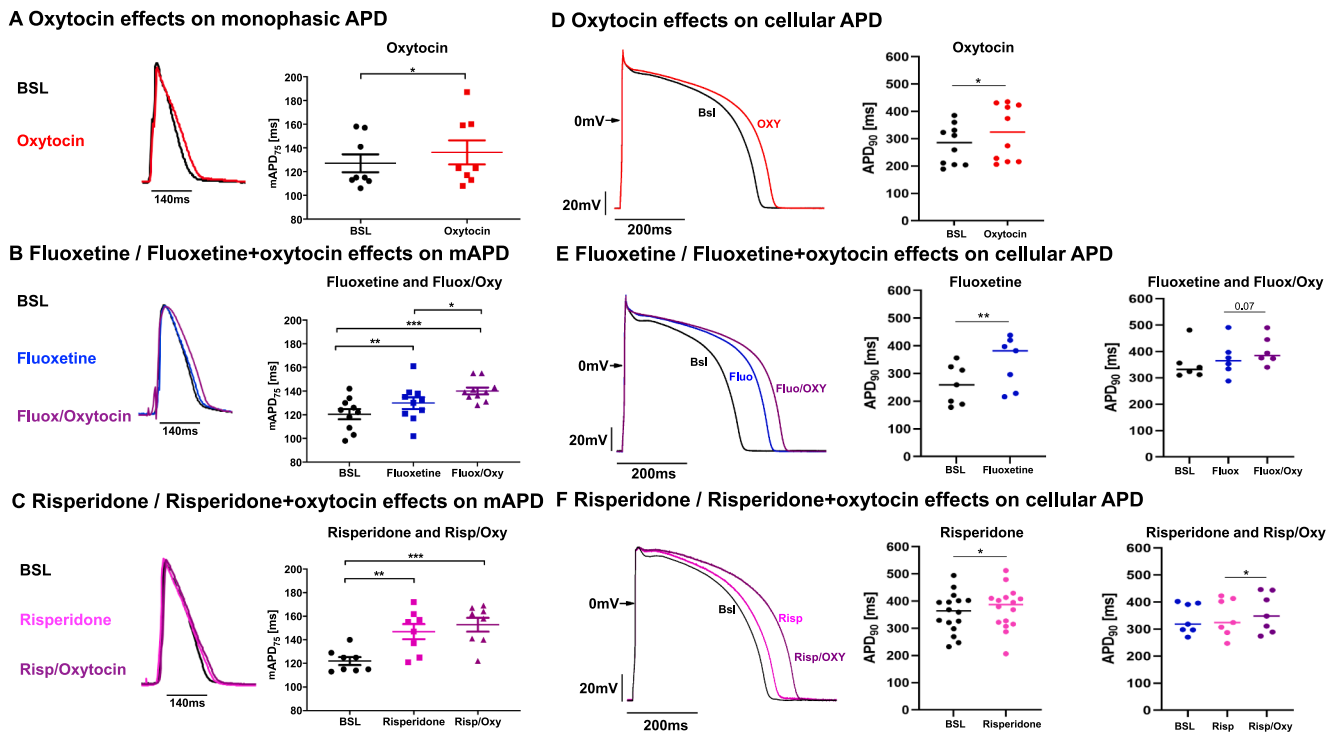 A Oxytocin effects on monophasic APD
BSL
Oxytocin
140ms
Oxytocin
mAPD75 [ms]
200
180
160
140
120
100
80
*
BSL
Oxytocin
D Oxytocin effects on cellular APD
0mV
Bsl
OXY
20mV
200ms
Oxytocin
APD90 [ms]
600
500
400
300
200
100
0
*
BSL
Oxytocin
B Fluoxetine / Fluoxetine+oxytocin effects on mAPD
BSL
Fluoxetine
Fluox/Oxytocin
140ms
Fluoxetine and Fluox/Oxy
mAPD75 [ms]
200
180
160
140
120
100
80
*
***
**
BSL
Fluoxetine
Fluox/Oxy
E Fluoxetine / Fluoxetine+oxytocin effects on cellular APD
0mV
Bsl
Fluo
Fluo/OXY
20mV
200ms
Fluoxetine
APD90 [ms]
600
500
400
300
200
100
0
**
BSL
Fluoxetine
Fluoxetine and Fluox/Oxy
APD90 [ms]
600
500
400
300
200
100
0
0.07
BSL
Fluox
Fluox/Oxy
C Risperidone / Risperidone+oxytocin effects on mAPD
BSL
Risperidone
Risp/Oxytocin
140ms
Risperidone and Risp/Oxy
mAPD75 [ms]
200
180
160
140
120
100
80
***
**
BSL
Risperidone
Risp/Oxy
F Risperidone / Risperidone+oxytocin effects on cellular APD
0mV
Bsl
Risp
Risp/OXY
20mV
200ms
Risperidone
APD90 [ms]
600
500
400
300
200
100
0
*
BSL
Risperidone
Risperidone and Risp/Oxy
APD90 [ms]
600
500
400
300
200
100
0
*
BSL
Risp
Risp/Oxy